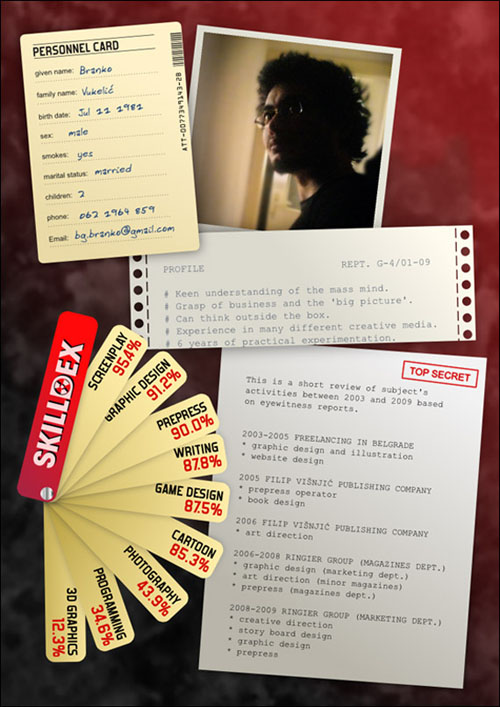 PERSONNEL CARD
given name: Branko
family name: Vukelić
birth date: Jul 11 1981
sex: male
smokes: yes
marital status: married
children: 2
phone: 062 1964 859
Email: bg.branko@gmail.com
ATT-0077349143-2B
PROFILE REPT. G-4/01-09
# Keen understanding of the mass mind.
# Grasp of business and the 'big picture'.
# Can think outside the box.
# Experience in many different creative media.
# 6 years of practical experimentation.
SKILLDEX
SCREENPLAY
95.4%
GRAPHIC DESIGN
91.2%
PREPRESS
90.0%
WRITING
87.8%
GAME DESIGN
87.5%
CARTOON
85.3%
PHOTOGRAPHY
43.9%
PROGRAMMING
34.6%
3D GRAPHICS
12.3%
TOP SECRET
This is a short review of subject's
activities between 2003 and 2009 based
on eyewitness reports.
2003-2005 FREELANCING IN BELGRADE
* graphic design and illustration
* website design
2005 FILIP VIŠNJIĆ PUBLISHING COMPANY
* prepress operator
* book design
2006 FILIP VIŠNJIĆ PUBLISHING COMPANY
* art direction
2006-2008 RINGIER GROUP (MAGAZINES DEPT.)
* graphic design (marketing dept.)
* art direction (minor magazines)
* prepress (magazines dept.)
2008-2009 RINGIER GROUP (MARKETING DEPT.)
* creative direction
* story board design
* graphic design
* prepress